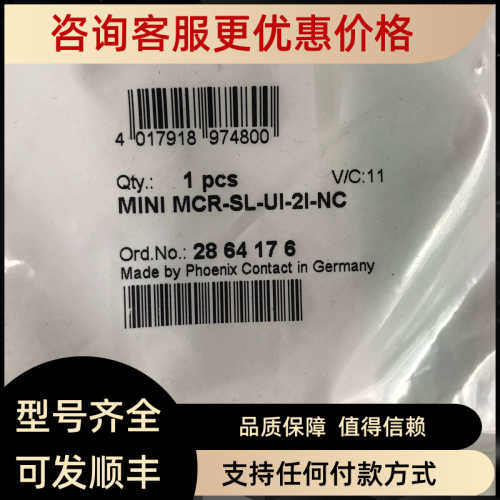 咨询客服更优惠价格
4 017918 974800
Qty.: 1 pcs V/C:11
MINI MCR-SL-UI-2I-NC
Ord.No.: 28 64 17 6
Made by Phoenix Contact in Germany
型号齐全
可发顺丰
品质保障 值得信赖
支持任何付款方式